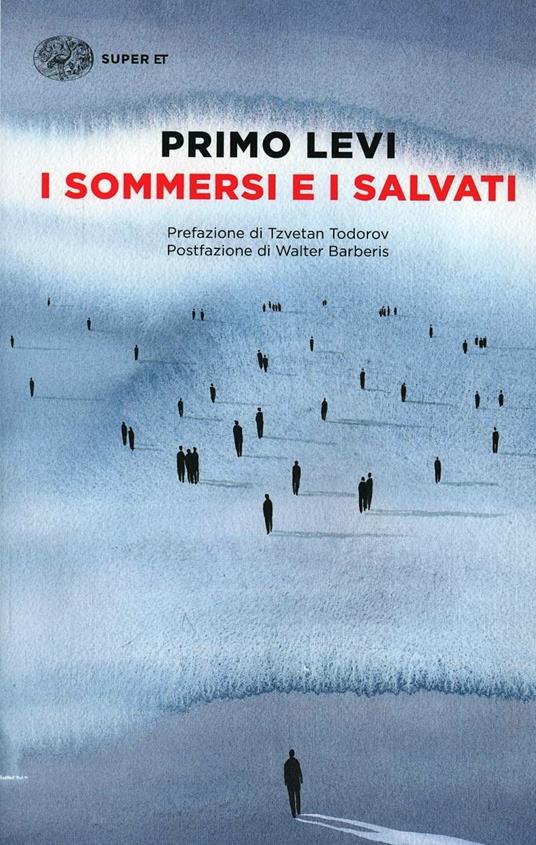 SUPER ET
PRIMO LEVI
I SOMMERSI E I SALVATI
Prefazione di Tzvetan Todorov
Postfazione di Walter Barberis